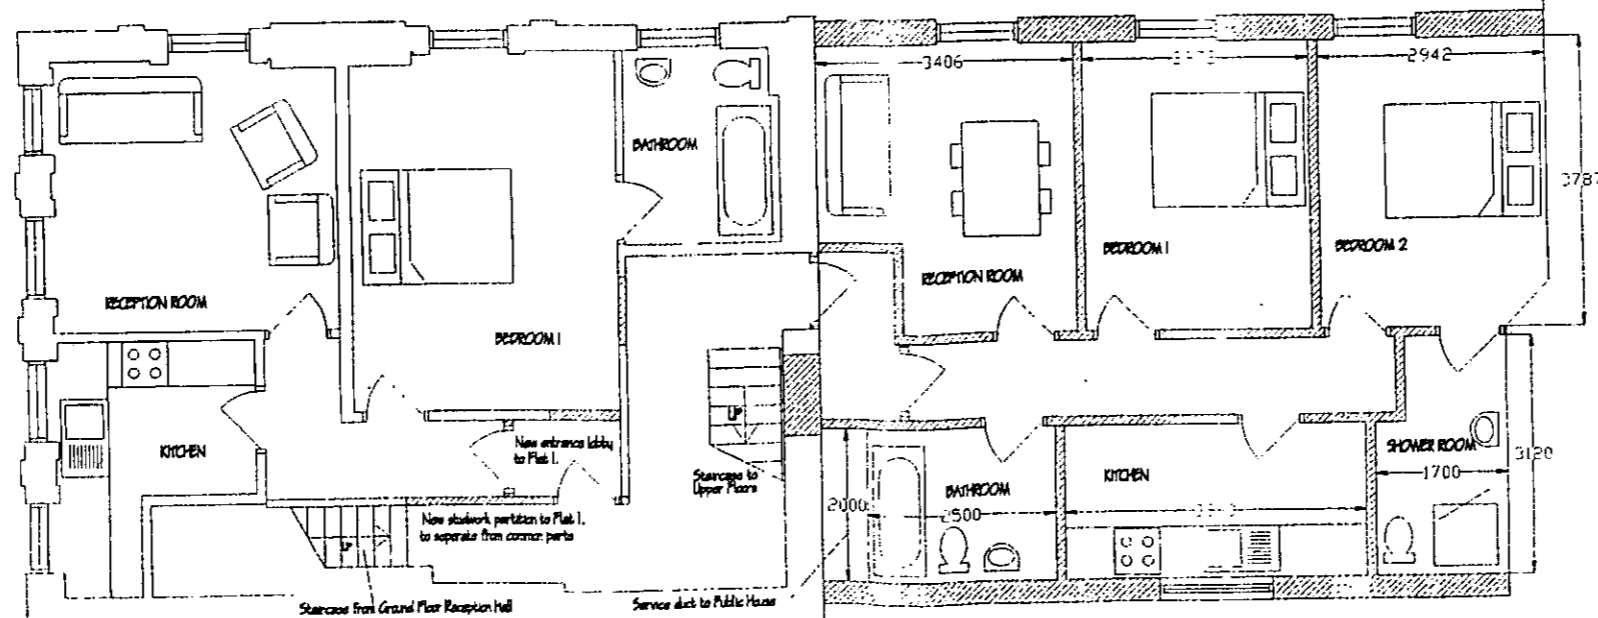 3406
2942
BATHROOM
3787
RECEPTION ROOM
BEDROOM 1
RECEPTION ROOM
BEDROOM 1
BEDROOM 2
UP
KITCHEN
New entrance lobby
to Flat 1.
Staircase to
Upper Floors
KITCHEN
SHOWER ROOM
3120
1700
BATHROOM
2000
2500
New studwork partition to Flat 1.
to seperate from common parts
UP
Staircase from Ground Floor Reception Hall
Service duct to Public House